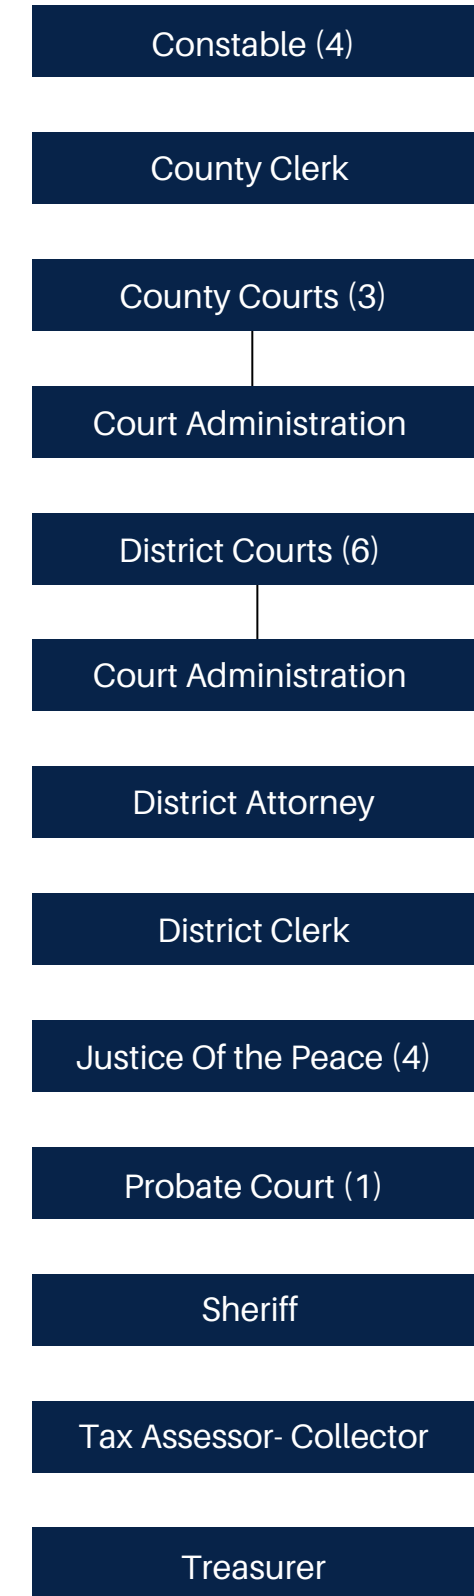 Constable (4)
County Clerk
County Courts (3)
Court Administration
District Courts (6)
Court Administration
District Attorney
District Clerk
Justice Of the Peace (4)
Probate Court (1)
Sheriff
Tax Assessor- Collector
Treasurer